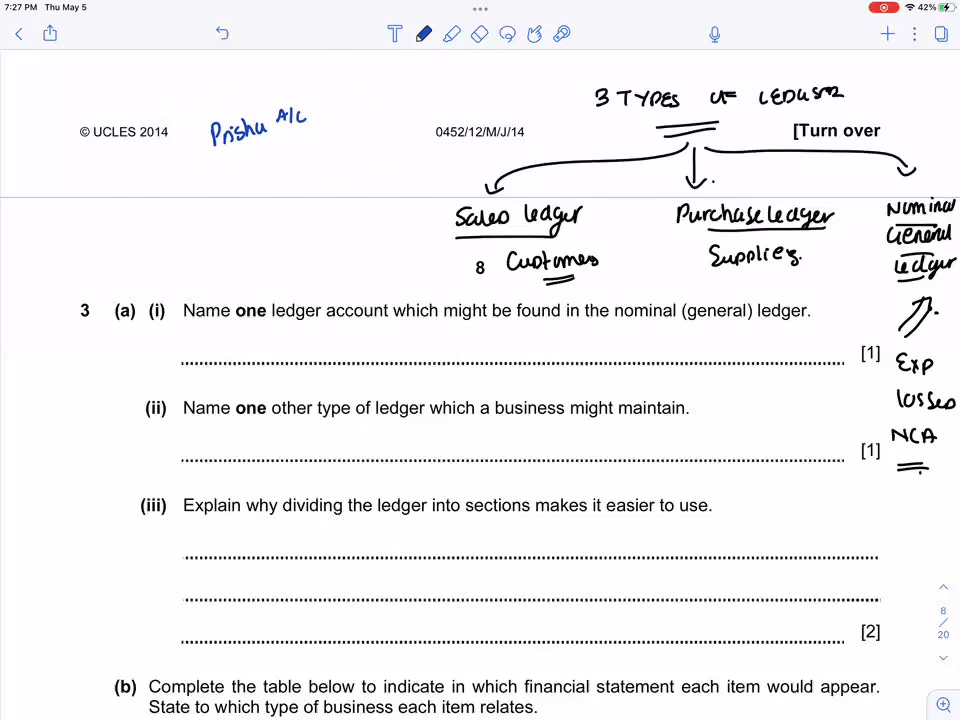 7:27 PM Thu May 5
42%
3 TYPES OF LEDGER
© UCLES 2014
Prishu A/C
0452/12/M/J/14
[Turn over
Sales ledger
Purchase ledger
Nominal
General
ledger
8
Customes
Supplies.
3 (a) (i) Name one ledger account which might be found in the nominal (general) ledger.
[1]
Exp
losses
NCA
(ii) Name one other type of ledger which a business might maintain.
[1]
(iii) Explain why dividing the ledger into sections makes it easier to use.
[2]
8
/
20
(b) Complete the table below to indicate in which financial statement each item would appear.
State to which type of business each item relates.